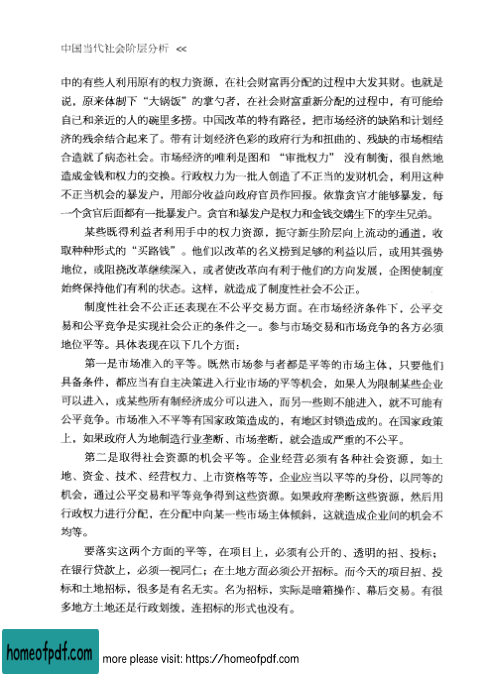 中国当代社会阶层分析 <<
中的有些人利用原有的权力资源，在社会财富再分配的过程中大发其财。也就是
说，原来体制下“大锅饭”的掌勺者，在社会财富重新分配的过程中，有可能给
自己和亲近的人的碗里多捞。中国改革的特有路径，把市场经济的缺陷和计划经
济的残余结合起来了。带有计划经济色彩的政府行为和扭曲的、残缺的市场相结
合造就了病态社会。市场经济的唯利是图和“审批权力”没有制衡，很自然地
造成金钱和权力的交换。行政权力为一批人创造了不正当的发财机会，利用这种
不正当机会的暴发户，用部分收益向政府官员作回报。依靠贪官才能够暴发，每
一个贪官后面都有一批暴发户。贪官和暴发户是权力和金钱交媾生下的孪生兄弟。
某些既得利益者利用手中的权力资源，扼守新生阶层向上流动的通道，收
取种种形式的“买路钱”。他们以改革的名义捞到足够的利益以后，或用其强势
地位，或阻挠改革继续深入，或者使改革向有利于他们的方向发展，企图使制度
始终保持他们有利的状态。这样，就造成了制度性社会不公正。
制度性社会不公正还表现在不公平交易方面。在市场经济条件下，公平交
易和公平竞争是实现社会公正的条件之一。参与市场交易和市场竞争的各方必须
地位平等。具体表现在以下几个方面：
第一是市场准入的平等。既然市场参与者都是平等的市场主体，只要他们
具备条件，都应当有自主决策进入行业市场的平等机会，如果人为限制某些企业
可以进入，或某些所有制经济成分可以进入，而另一些则不能进入，就不可能有
公平竞争。市场准入不平等有国家政策造成的，有地区封锁造成的。在国家政策
上，如果政府人为地制造行业垄断、市场垄断，就会造成严重的不公平。
第二是取得社会资源的机会平等。企业经营必须有各种社会资源，如土
地、资金、技术、经营权力、上市资格等等，企业应当以平等的身份，以同等的
机会，通过公平交易和平等竞争得到这些资源。如果政府垄断这些资源，然后用
行政权力进行分配，在分配中向某一些市场主体倾斜，这就造成企业间的机会不
均等。
要落实这两个方面的平等，在项目上，必须有公开的、透明的招、投标；
在银行贷款上，必须一视同仁；在土地方面必须公开招标。而今天的项目招、投
标和土地招标，很多是有名无实。名为招标，实际是暗箱操作、幕后交易。有很
多地方土地还是行政划拨，连招标的形式也没有。
homeofpdf.com
more please visit: https://homeofpdf.com